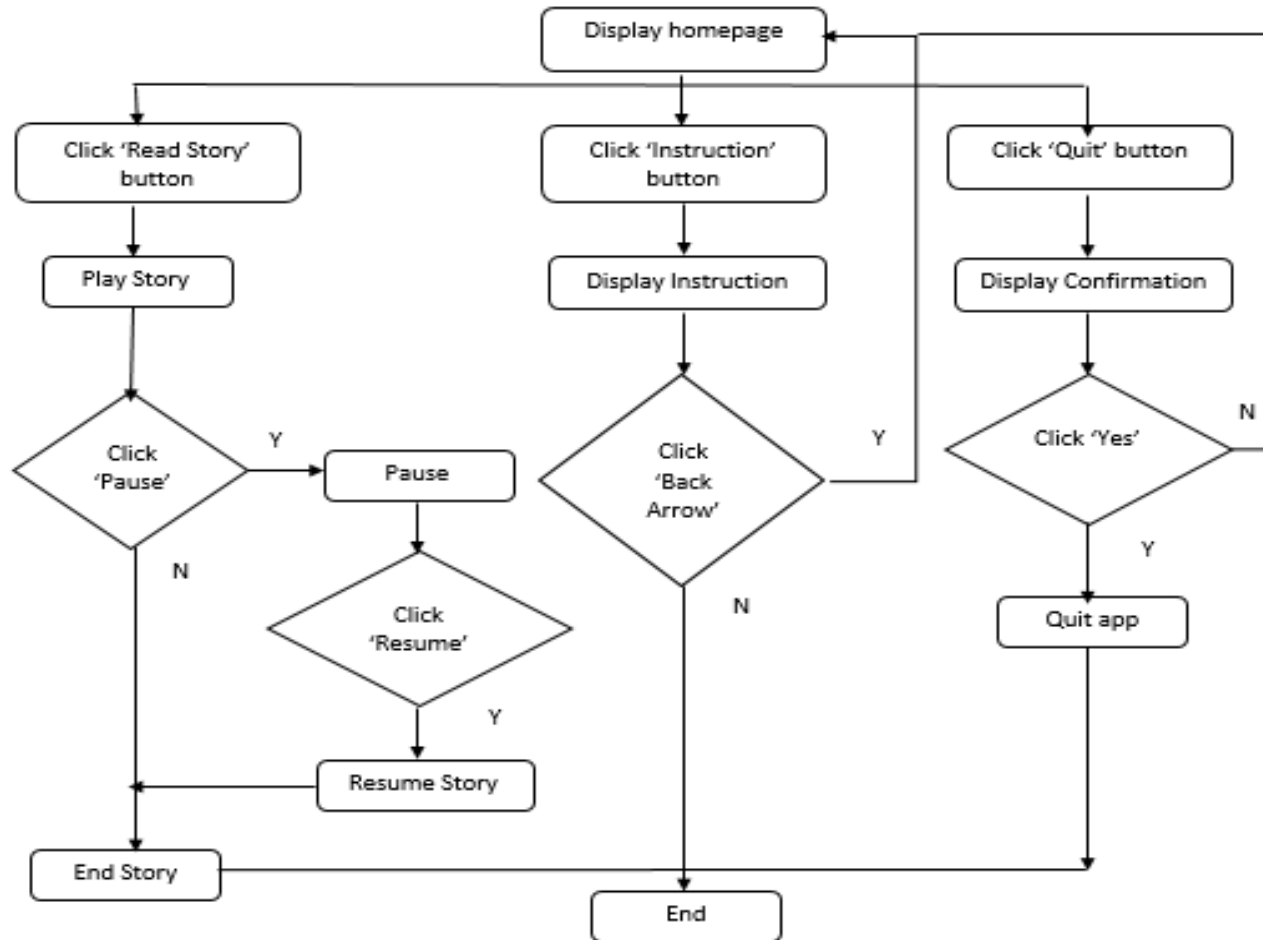 Display homepage
Click ‘Read Story’
button
Click ‘Instruction’
button
Click ‘Quit’ button
Play Story
Display Instruction
Display Confirmation
Click
‘Pause’
Y
Pause
N
Click
‘Resume’
Y
Resume Story
End Story
Click
‘Back
Arrow’
Y
N
End
Click ‘Yes’
N
Y
Quit app